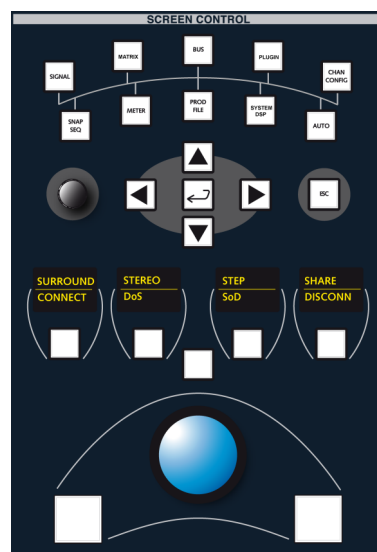 SCREEN CONTROL
SIGNAL
MATRIX
BUS
PLUGIN
CHAN
CONFIG
SNAP
SEQ
METER
PROD
FILE
SYSTEM
DSP
AUTO
ESC
SURROUND
CONNECT
STEREO
DoS
STEP
SoD
SHARE
DISCONN